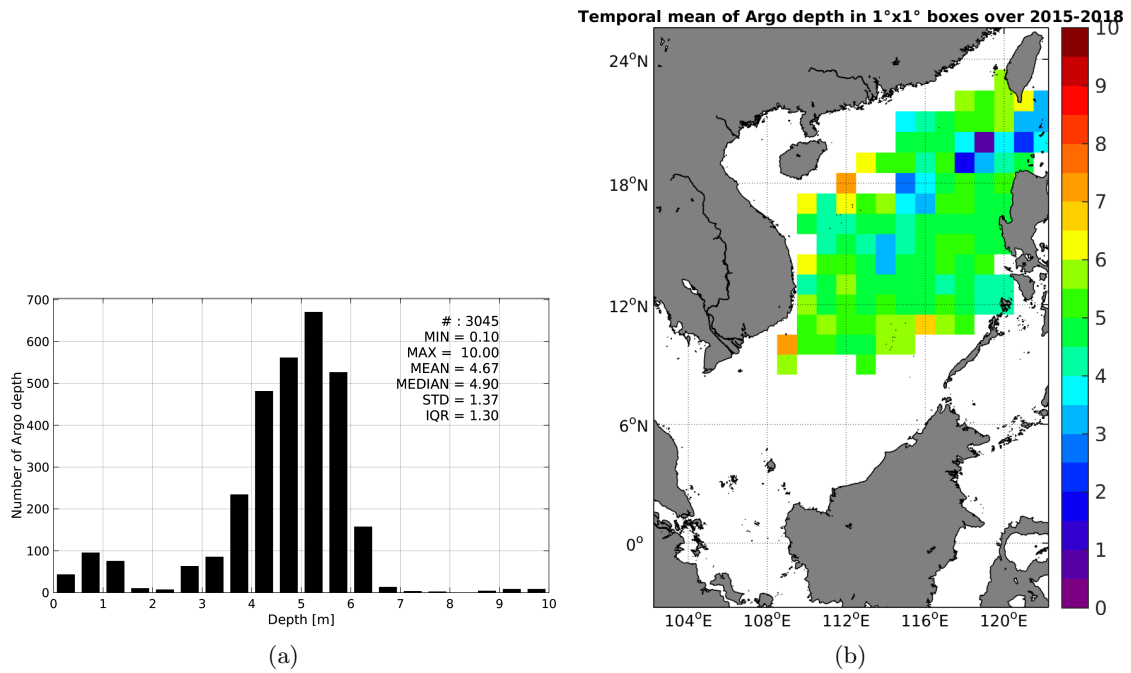 Temporal mean of Argo depth in 1°x1° boxes over 2015-2018
700
600
500
400
300
200
100
0
Number of Argo depth
# : 3045
MIN = 0.10
MAX = 10.00
MEAN = 4.67
MEDIAN = 4.90
STD = 1.37
IQR = 1.30
0 1 2 3 4 5 6 7 8 9 10
Depth [m]
(a)
24°N
18°N
12°N
6°N
0°
104°E 108°E 112°E 116°E 120°E
10
9
8
7
6
5
4
3
2
1
0
(b)